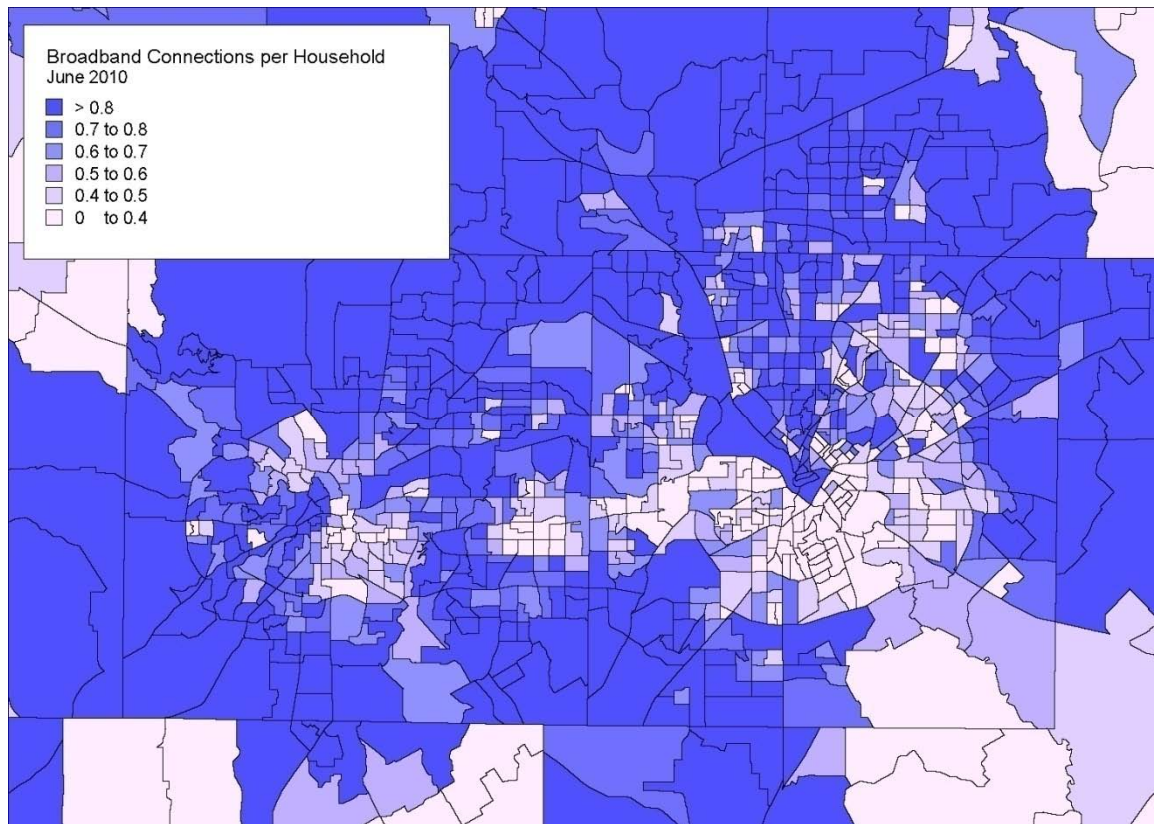 Broadband Connections per Household
June 2010
> 0.8
0.7 to 0.8
0.6 to 0.7
0.5 to 0.6
0.4 to 0.5
0 to 0.4